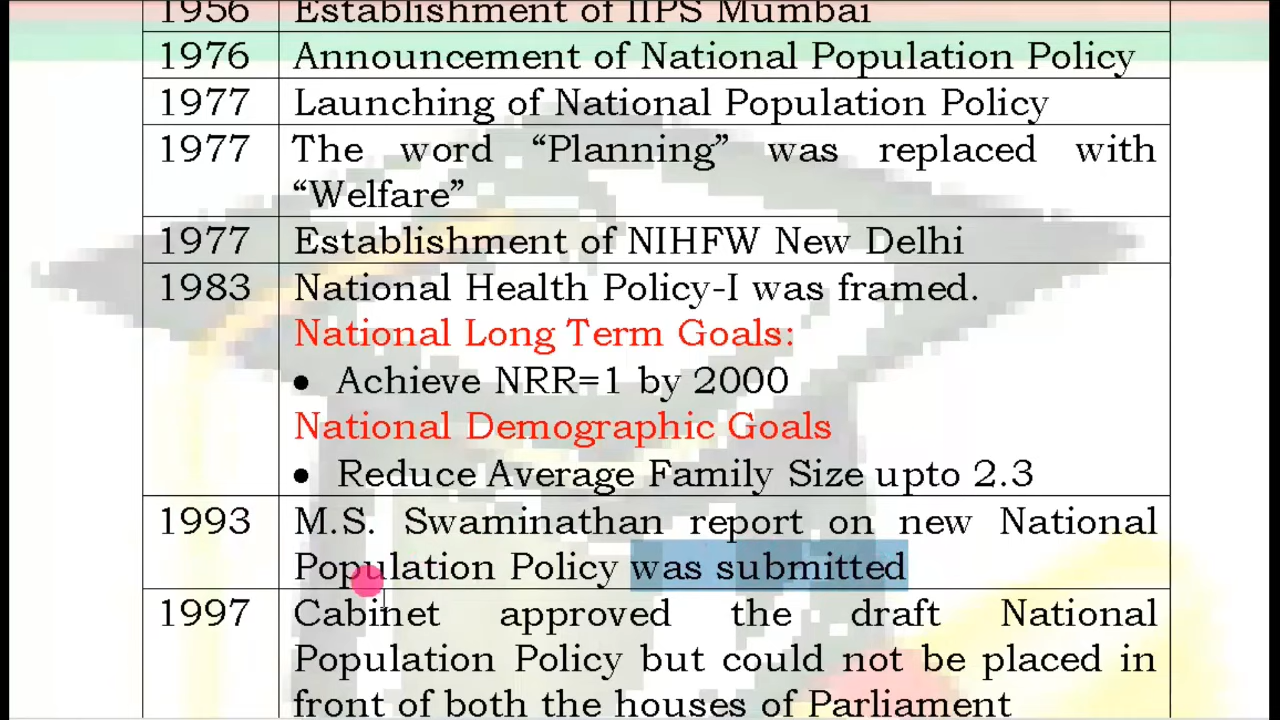 1956 Establishment of IIPS Mumbai
1976 Announcement of National Population Policy
1977 Launching of National Population Policy
1977 The word “Planning” was replaced with
“Welfare”
1977 Establishment of NIHFW New Delhi
1983 National Health Policy-I was framed.
National Long Term Goals:
• Achieve NRR=1 by 2000
National Demographic Goals
• Reduce Average Family Size upto 2.3
1993 M.S. Swaminathan report on new National
Population Policy was submitted
1997 Cabinet approved the draft National
Population Policy but could not be placed in
front of both the houses of Parliament